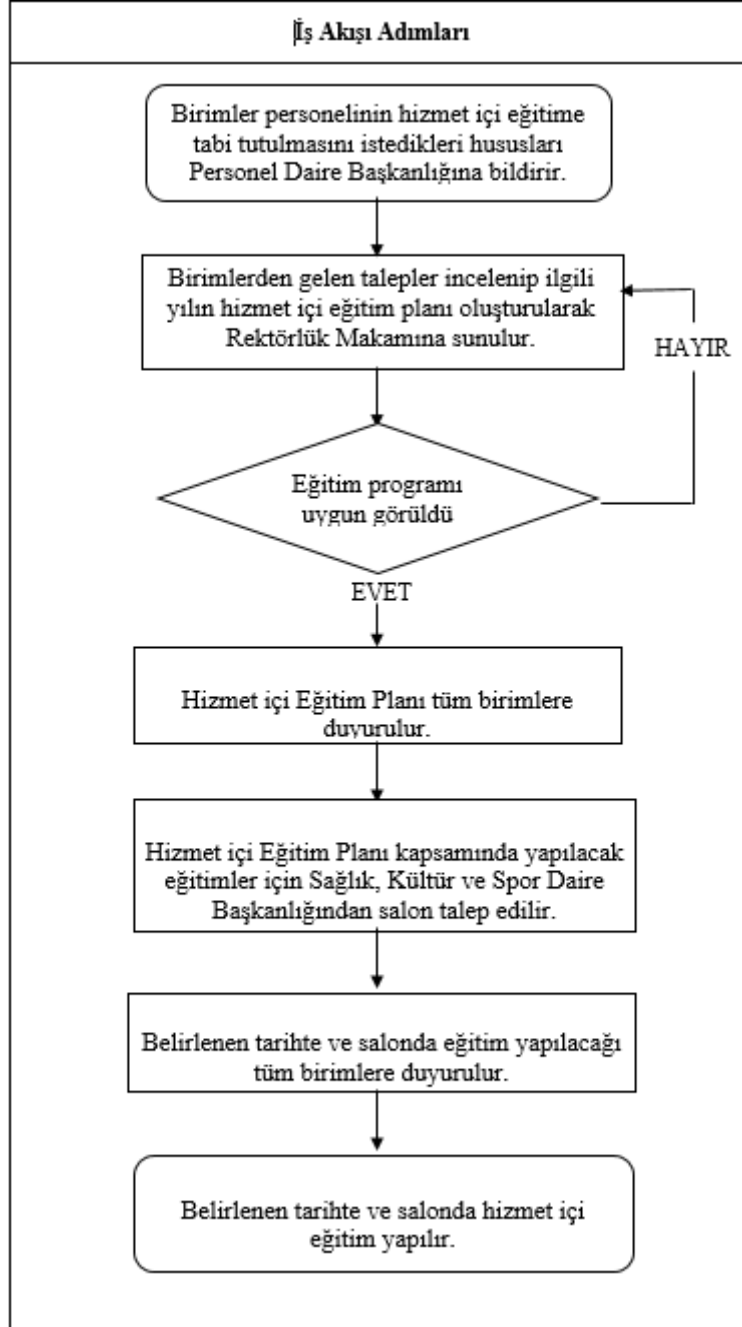 İş Akışı Adımları
Birimler personelinin hizmet içi eğitime
tabi tutulmasını istedikleri hususları
Personel Daire Başkanlığına bildirir.
Birimlerden gelen talepler incelenip ilgili
yılın hizmet içi eğitim planı oluşturularak
Rektörlük Makamına sunulur.
HAYIR
Eğitim programı
uygun görüldü
EVET
Hizmet içi Eğitim Planı tüm birimlere
duyurulur.
Hizmet içi Eğitim Planı kapsamında yapılacak
eğitimler için Sağlık, Kültür ve Spor Daire
Başkanlığından salon talep edilir.
Belirlenen tarihte ve salonda eğitim yapılacağı
tüm birimlere duyurulur.
Belirlenen tarihte ve salonda hizmet içi
eğitim yapılır.